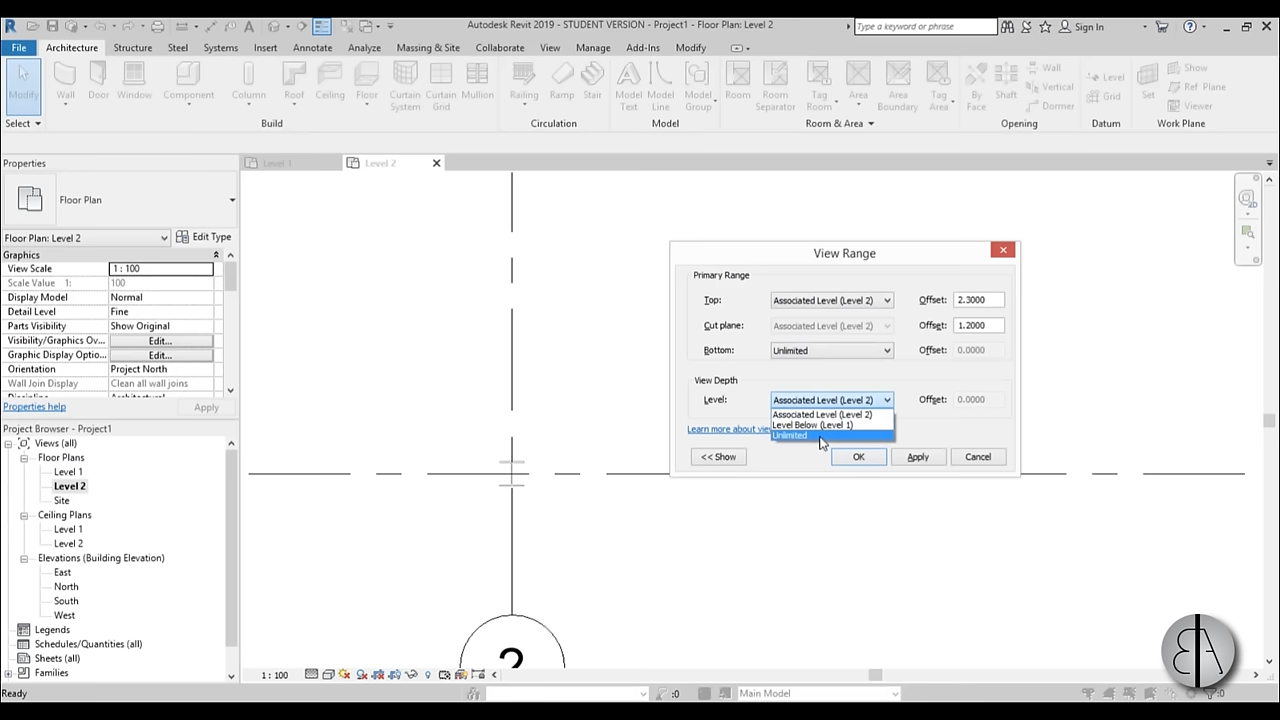 Autodesk Revit 2019 - STUDENT VERSION - Project1 - Floor Plan: Level 2
Type a keyword or phrase
Sign In
File Architecture Structure Steel Systems Insert Annotate Analyze Massing & Site Collaborate View Manage Add-Ins Modify
Modify Wall Door Window Component Column Roof Ceiling Floor Curtain System Curtain Grid Mullion Railing Ramp Stair Model Text Model Line Model Group Room Room Separator Tag Room Area Area Boundary Tag Area By Face Shaft Wall Vertical Dormer Level Grid Set Show Ref Plane Viewer
Select Build Circulation Model Room & Area Opening Datum Work Plane
Properties
Level 1
Level 2
Floor Plan
Floor Plan: Level 2
Edit Type
Graphics
View Scale 1 : 100
Scale Value 1: 100
Display Model Normal
Detail Level Fine
Parts Visibility Show Original
Visibility/Graphics Ov... Edit...
Graphic Display Optio... Edit...
Orientation Project North
Wall Join Display Clean all wall joins
Properties help
Apply
Project Browser - Project1
Views (all)
Floor Plans
Level 1
Level 2
Site
Ceiling Plans
Level 1
Level 2
Elevations (Building Elevation)
East
North
South
West
Legends
Schedules/Quantities (all)
Sheets (all)
Families
View Range
Primary Range
Top: Associated Level (Level 2) Offset: 2.3000
Cut plane: Associated Level (Level 2) Offset: 1.2000
Bottom: Unlimited Offset: 0.0000
View Depth
Level: Associated Level (Level 2) Offset: 0.0000
Associated Level (Level 2)
Level Below (Level 1)
Unlimited
Learn more about
<< Show OK Apply Cancel
2
1 : 100
Ready
:0
Main Model
:0